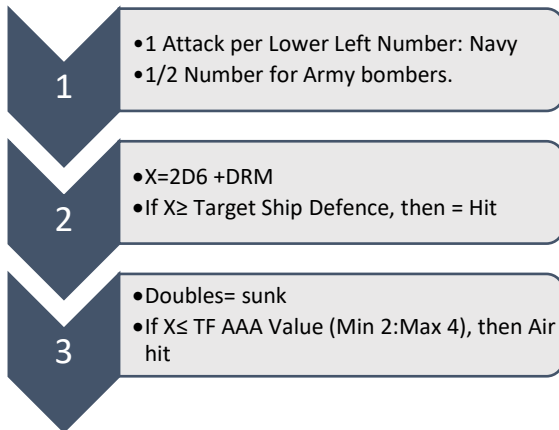 1
•1 Attack per Lower Left Number: Navy
•1/2 Number for Army bombers.
2
•X=2D6 +DRM
•If X≥ Target Ship Defence, then = Hit
3
•Doubles= sunk
•If X≤ TF AAA Value (Min 2:Max 4), then Air
hit